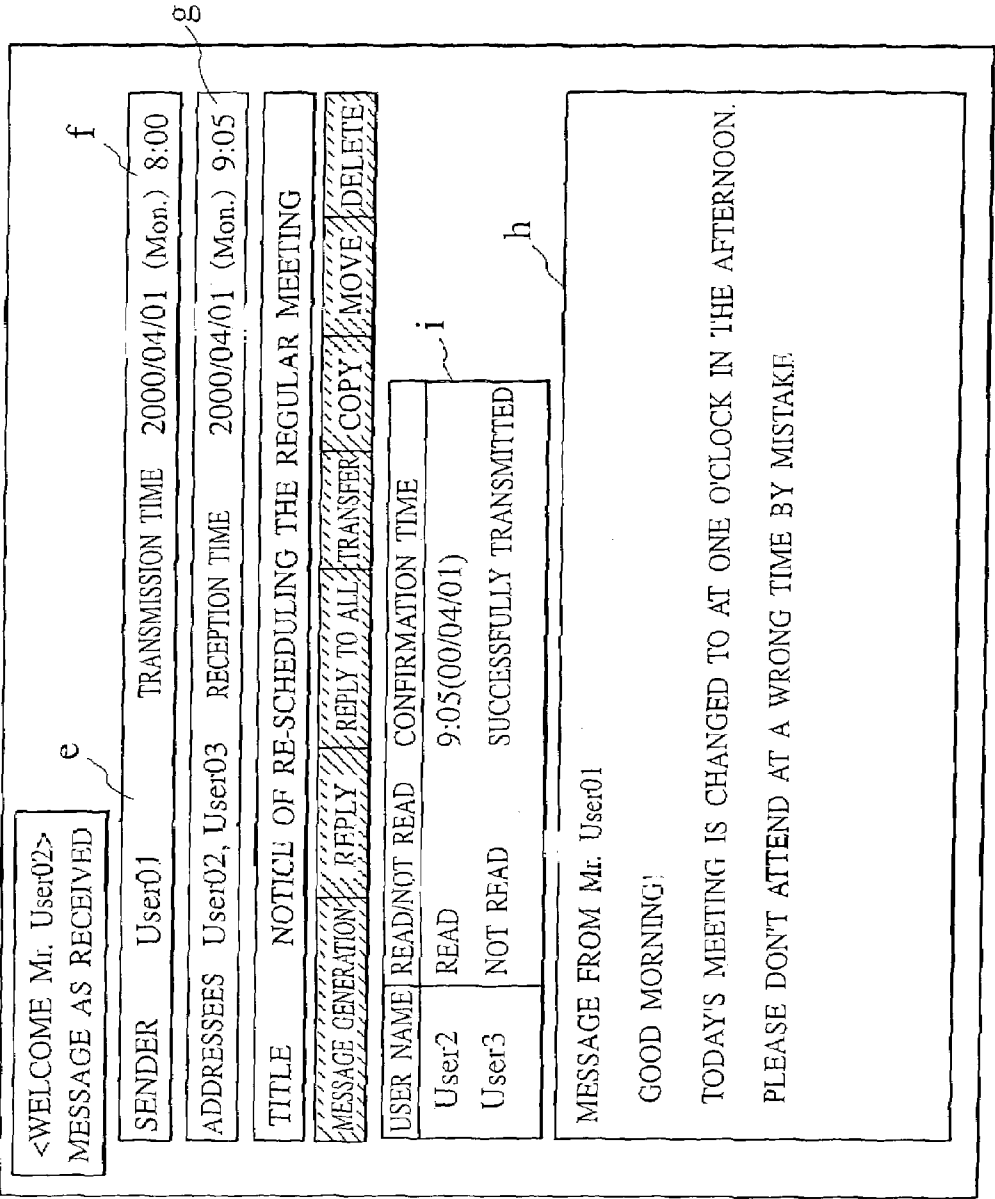 <WELCOME Mr. User02>
MESSAGE AS RECEIVED
e
f
g
SENDER User01 TRANSMISSION TIME 2000/04/01 (Mon.) 8:00
ADDRESSEES User02, User03 RECEPTION TIME 2000/04/01 (Mon.) 9:05
TITLE NOTICE OF RE-SCHEDULING THE REGULAR MEETING
MESSAGE GENERATION REPLY REPLY TO ALL TRANSFER COPY MOVE DELETE
USER NAME READ/NOT READ CONFIRMATION TIME
i
User2 READ 9:05(00/04/01)
User3 NOT READ SUCCESSFULLY TRANSMITTED
h
MESSAGE FROM Mr. User01
GOOD MORNING!
TODAY'S MEETING IS CHANGED TO AT ONE O'CLOCK IN THE AFTERNOON.
PLEASE DON'T ATTEND AT A WRONG TIME BY MISTAKE